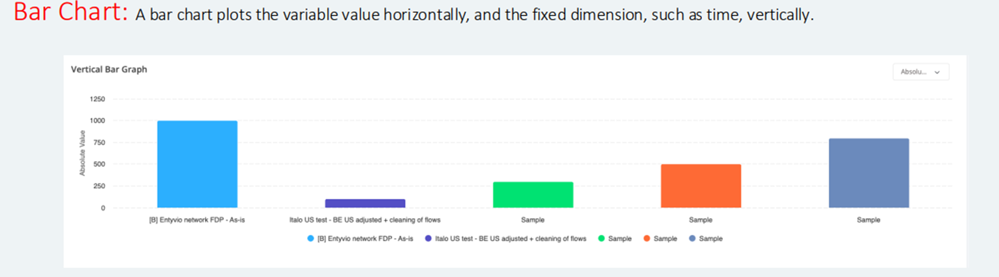 Bar Chart: A bar chart plots the variable value horizontally, and the fixed dimension, such as time, vertically.
Vertical Bar Graph
Absolu...
1250
1000
750
500
250
0
Absolute Value
[B] Entyvio network FDP - As-is
Italo US test - BE US adjusted + cleaning of flows
Sample
Sample
Sample
[B] Entyvio network FDP - As-is Italo US test - BE US adjusted + cleaning of flows Sample Sample Sample